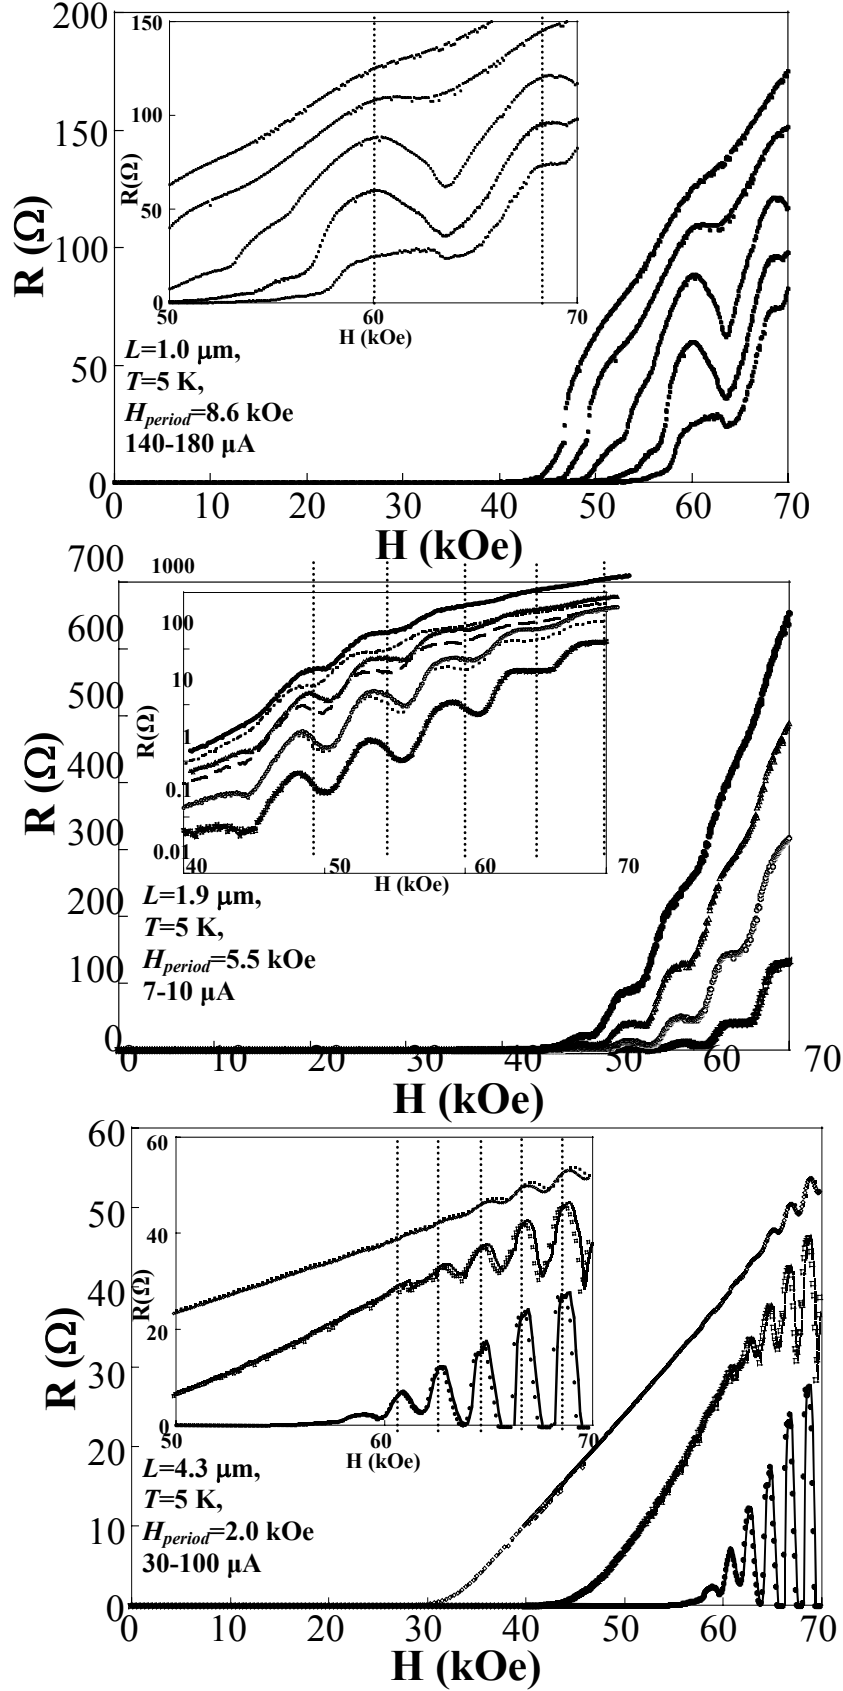 200
150
100
50
0
R (Ω)
0 10 20 30 40 50 60 70
H (kOe)
150
100
50
0
R(Ω)
50 60 70
H (kOe)
L=1.0 μm,
T=5 K,
H_period=8.6 kOe
140-180 μA
700
600
500
400
300
200
100
0
R (Ω)
0 10 20 30 40 50 60 70
H (kOe)
1000
100
10
1
0.1
0.01
R(Ω)
40 50 60 70
H (kOe)
L=1.9 μm,
T=5 K,
H_period=5.5 kOe
7-10 μA
60
50
40
30
20
10
0
R (Ω)
0 10 20 30 40 50 60 70
H (kOe)
60
40
20
0
R(Ω)
50 60 70
H (kOe)
L=4.3 μm,
T=5 K,
H_period=2.0 kOe
30-100 μA